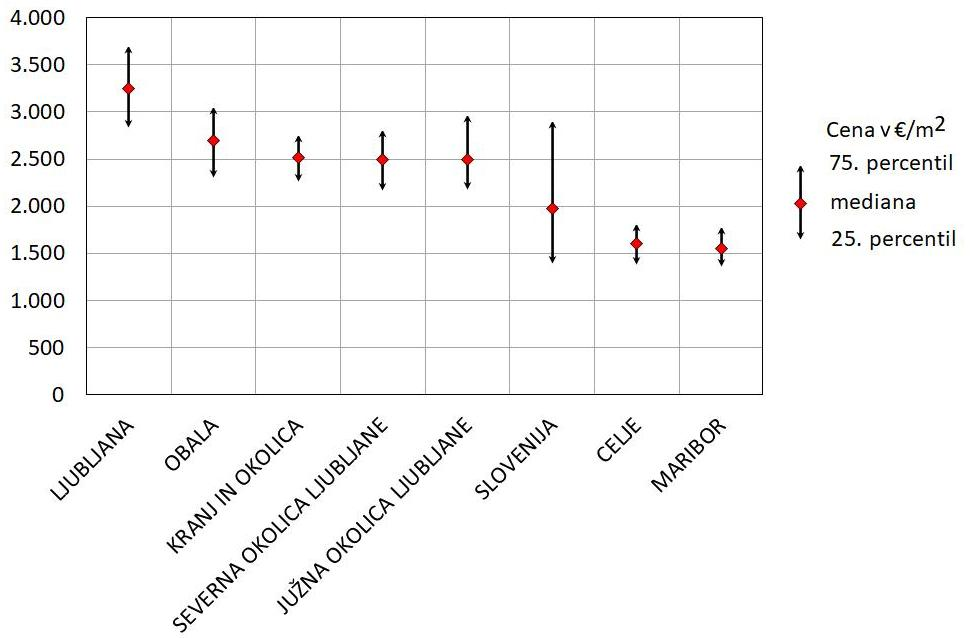 4.000
3.500
3.000
2.500
2.000
1.500
1.000
500
0
LJUBLJANA
OBALA
KRANJ IN OKOLICA
SEVERNA OKOLICA LJUBLJANE
JUŽNA OKOLICA LJUBLJANE
SLOVENIJA
CELJE
MARIBOR
Cena v €/m2
75. percentil
mediana
25. percentil